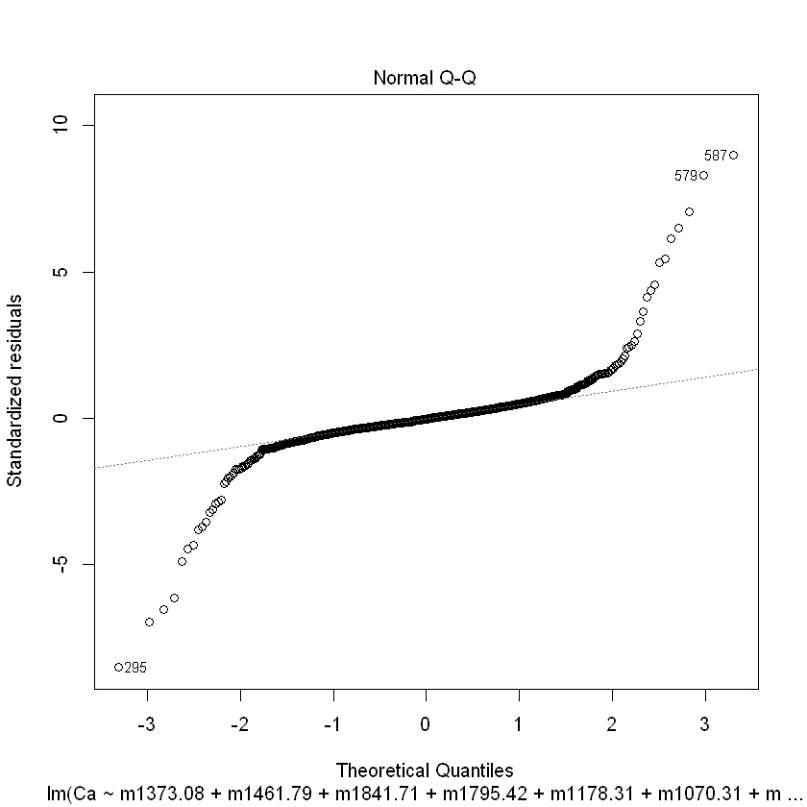 Normal Q-Q
10
5
0
-5
Standardized residuals
587
579
295
-3 -2 -1 0 1 2 3
Theoretical Quantiles
lm(Ca ~ m1373.08 + m1461.79 + m1841.71 + m1795.42 + m1178.31 + m1070.31 + m ...